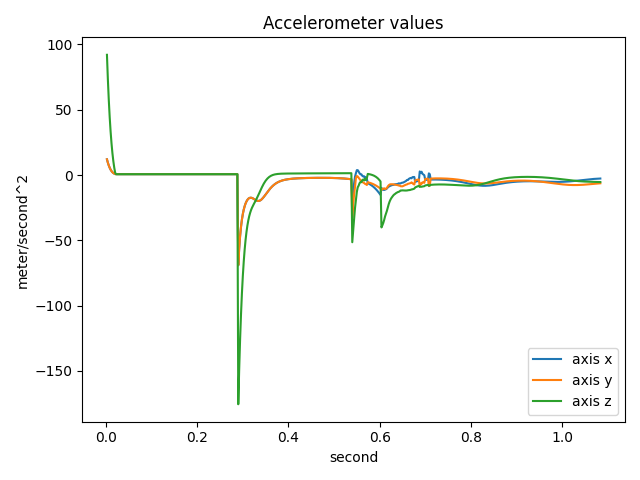 Accelerometer values
meter/second^2
100
50
0
−50
−100
−150
0.0 0.2 0.4 0.6 0.8 1.0
second
axis x
axis y
axis z